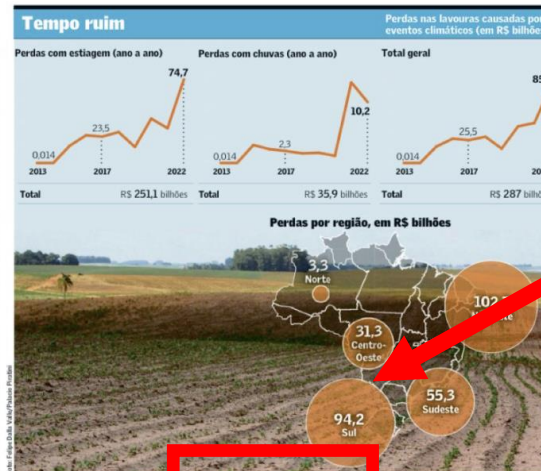 Tempo ruim
Perdas nas lavouras causadas por
eventos climáticos (em R$ bilhões
Perdas com estiagem (ano a ano)
74,7
23,5
0,014
2013 2017 2022
Total R$ 251,1 bilhões
Perdas com chuvas (ano a ano)
10,2
2,3
0,014
2013 2017 2022
Total R$ 35,9 bilhões
Total geral
85
25,5
0,014
2013 2017 20
Total R$ 287 bilhõ
Perdas por região, em R$ bilhões
3,3
Norte
102
31,3
Centro-
Oeste
55,3
Sudeste
94,2
Sul